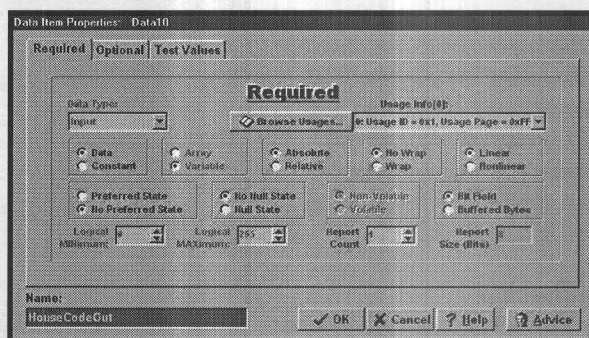 Data Item Properties: Data10
Required Optional Test Values
Required
Data Type: Usage Info[0]:
Input Browse Usages... 0: Usage ID = 0x1, Usage Page = 0xFF
Data Array Absolute No Wrap Linear
Constant Variable Relative Wrap Nonlinear
Preferred State No Null State Non-Volatile Bit Field
No Preferred State Null State Volatile Buffered Bytes
Logical Logical Report Report
MINimum: 0 MAXimum: 255 Count Size (Bits) 8
Name:
HouseCodeOut OK Cancel Help Advice